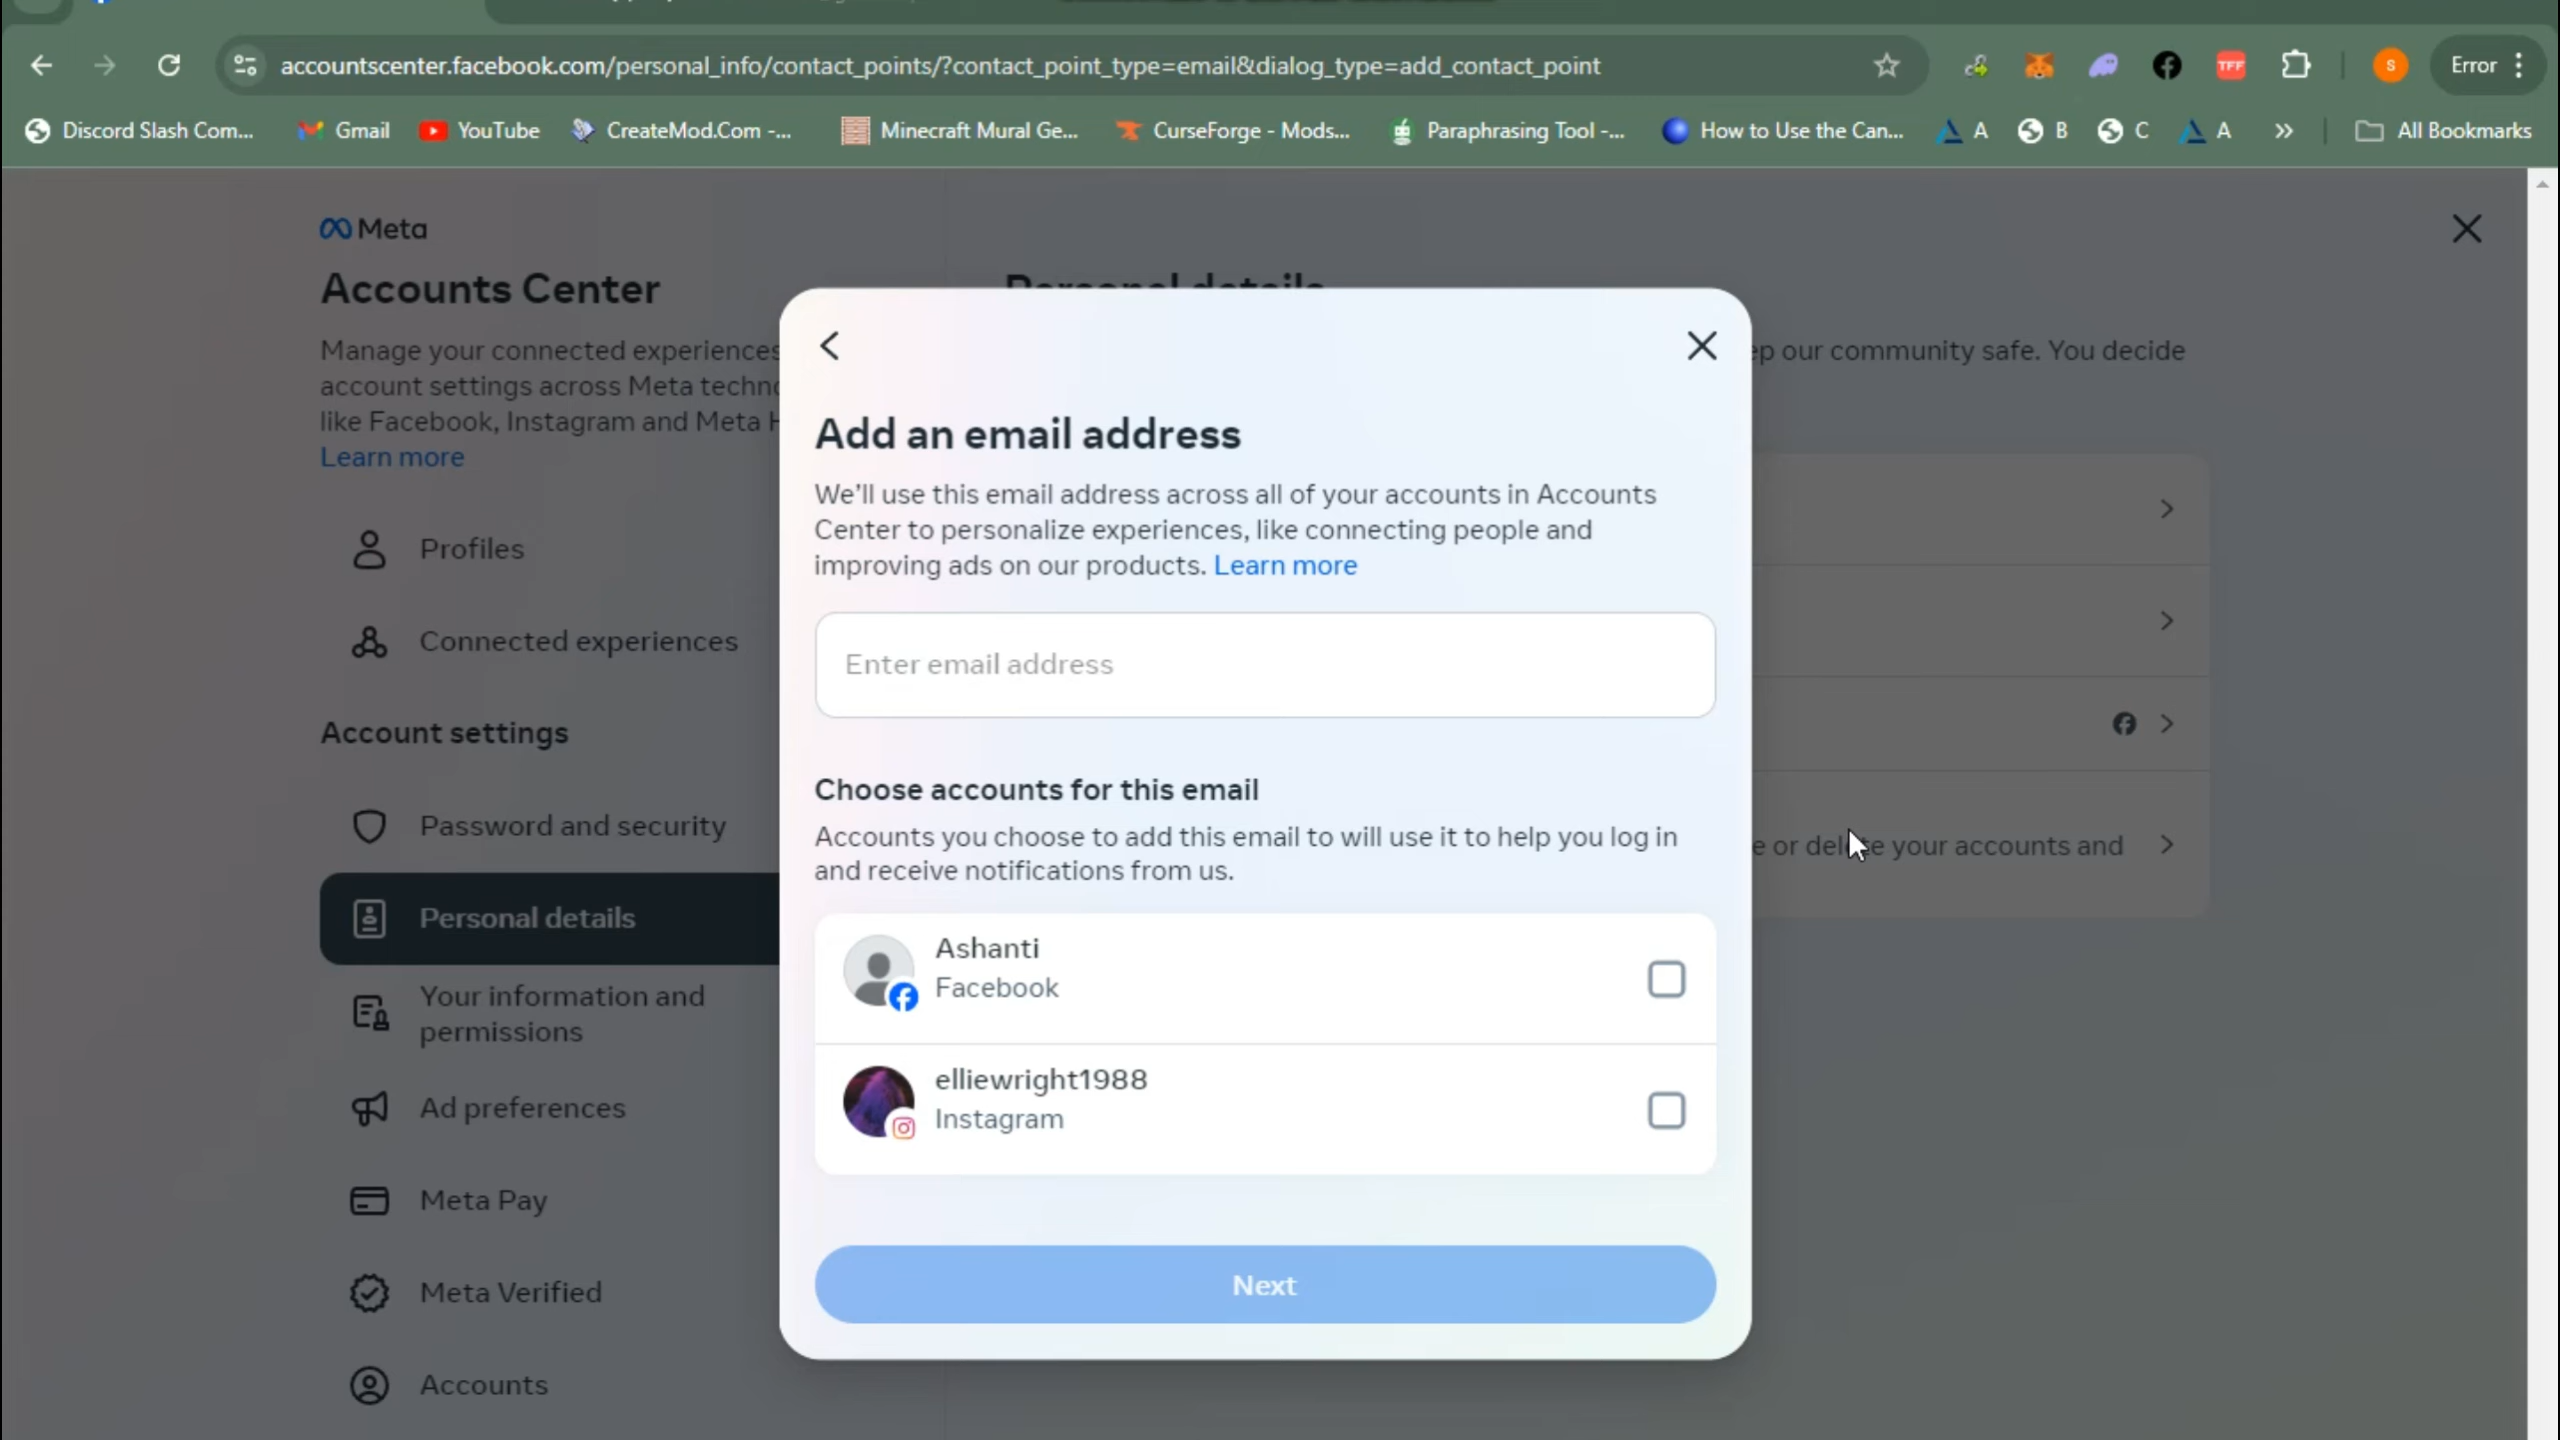 accountscenter.facebook.com/personal_info/contact_points/?contact_point_type=email&dialog_type=add_contact_point
TFF
S
Error
Discord Slash Com...
Gmail
YouTube
CreateMod.Com -...
Minecraft Mural Ge...
CurseForge - Mods...
Paraphrasing Tool -...
How to Use the Can...
A
B
C
A
All Bookmarks
Meta
Accounts Center
Manage your connected experiences
account settings across Meta techno
like Facebook, Instagram and Meta H
Learn more
Profiles
Connected experiences
Account settings
Password and security
Personal details
Your information and
permissions
Ad preferences
Meta Pay
Meta Verified
Accounts
Personal details
ep our community safe. You decide
e or delete your accounts and
Add an email address
We'll use this email address across all of your accounts in Accounts
Center to personalize experiences, like connecting people and
improving ads on our products. Learn more
Enter email address
Choose accounts for this email
Accounts you choose to add this email to will use it to help you log in
and receive notifications from us.
Ashanti
Facebook
elliewright1988
Instagram
Next